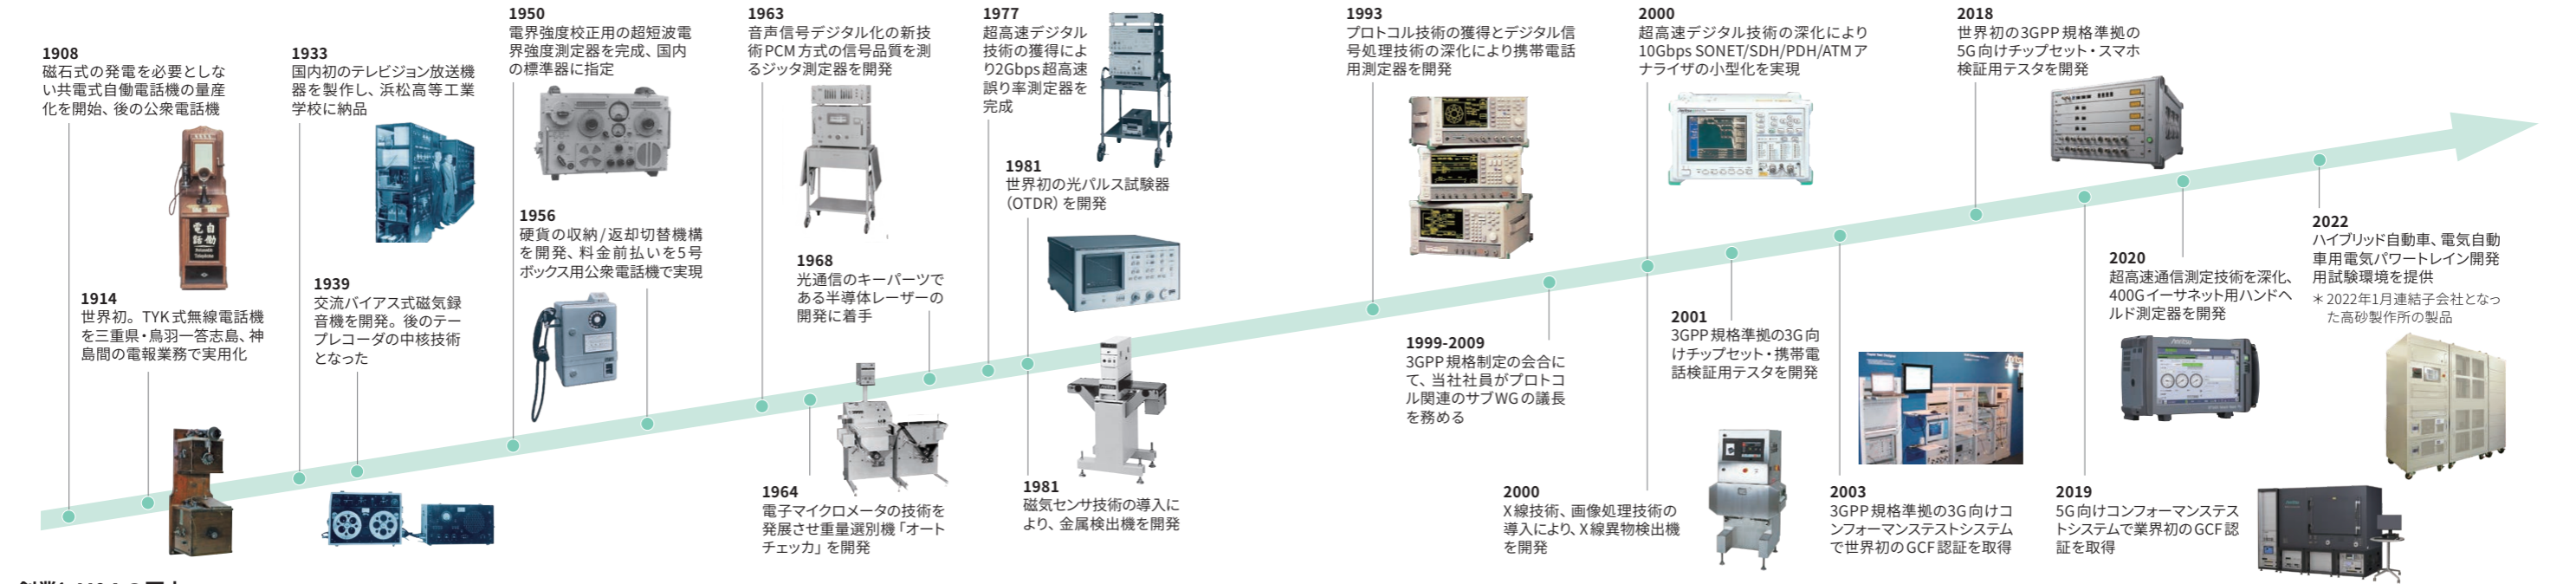 1908
磁石式の発電を必要としな
い共電式自働電話機の量産
化を開始、後の公衆電話機
自働
電話
1914
世界初。TYK式無線電話機
を三重県・鳥羽ー答志島、神
島間の電報業務で実用化
1933
国内初のテレビジョン放送機
器を製作し、浜松高等工業
学校に納品
1939
交流バイアス式磁気録
音機を開発。後のテー
プレコーダの中核技術
となった
1950
電界強度校正用の超短波電
界強度測定器を完成、国内
の標準器に指定
1956
硬貨の収納/返却切替機構
を開発、料金前払いを5号
ボックス用公衆電話機で実現
1963
音声信号デジタル化の新技
術PCM方式の信号品質を測
るジッタ測定器を開発
1968
光通信のキーパーツで
ある半導体レーザーの
開発に着手
1964
電子マイクロメータの技術を
発展させ重量選別機「オート
チェッカ」を開発
1977
超高速デジタル
技術の獲得によ
り2Gbps超高速
誤り率測定器を
完成
1981
世界初の光パルス試験器
（OTDR）を開発
1981
磁気センサ技術の導入に
より、金属検出機を開発
1993
プロトコル技術の獲得とデジタル信
号処理技術の深化により携帯電話
用測定器を開発
1999-2009
3GPP規格制定の会合に
て、当社社員がプロトコ
ル関連のサブWGの議長
を務める
2000
超高速デジタル技術の深化により
10Gbps SONET/SDH/PDH/ATMア
ナライザの小型化を実現
2000
X線技術、画像処理技術の
導入により、X線異物検出機
を開発
2001
3GPP規格準拠の3G向
けチップセット・携帯電
話検証用テスタを開発
2003
3GPP規格準拠の3G向けコ
ンフォーマンステストシステム
で世界初のGCF認証を取得
2018
世界初の3GPP規格準拠の
5G向けチップセット・スマホ
検証用テスタを開発
2019
5G向けコンフォーマンステス
トシステムで業界初のGCF認
証を取得
2020
超高速通信測定技術を深化、
400Gイーサネット用ハンドヘ
ルド測定器を開発
2022
ハイブリッド自動車、電気自動
車用電気パワートレイン開発
用試験環境を提供
＊2022年1月連結子会社となっ
た高砂製作所の製品